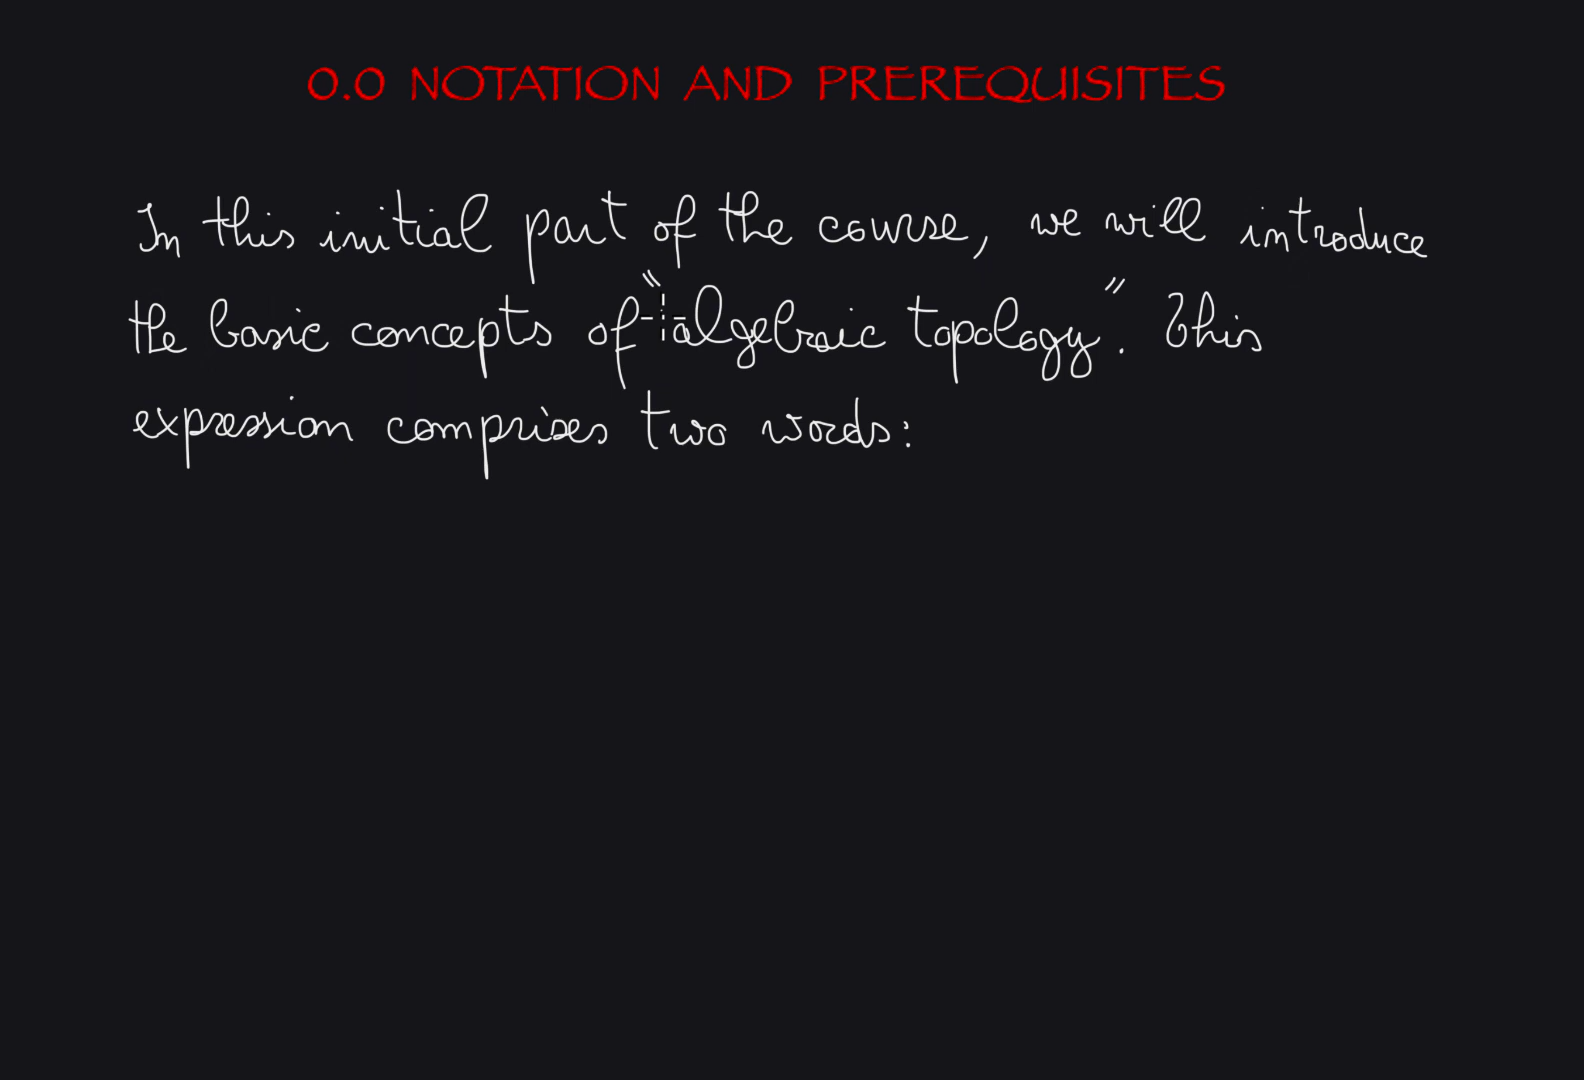 0.0 NOTATION AND PREREQUISITES
In this initial part of the course, we will introduce
the basic concepts of "algebraic topology". This
expression comprises two words: